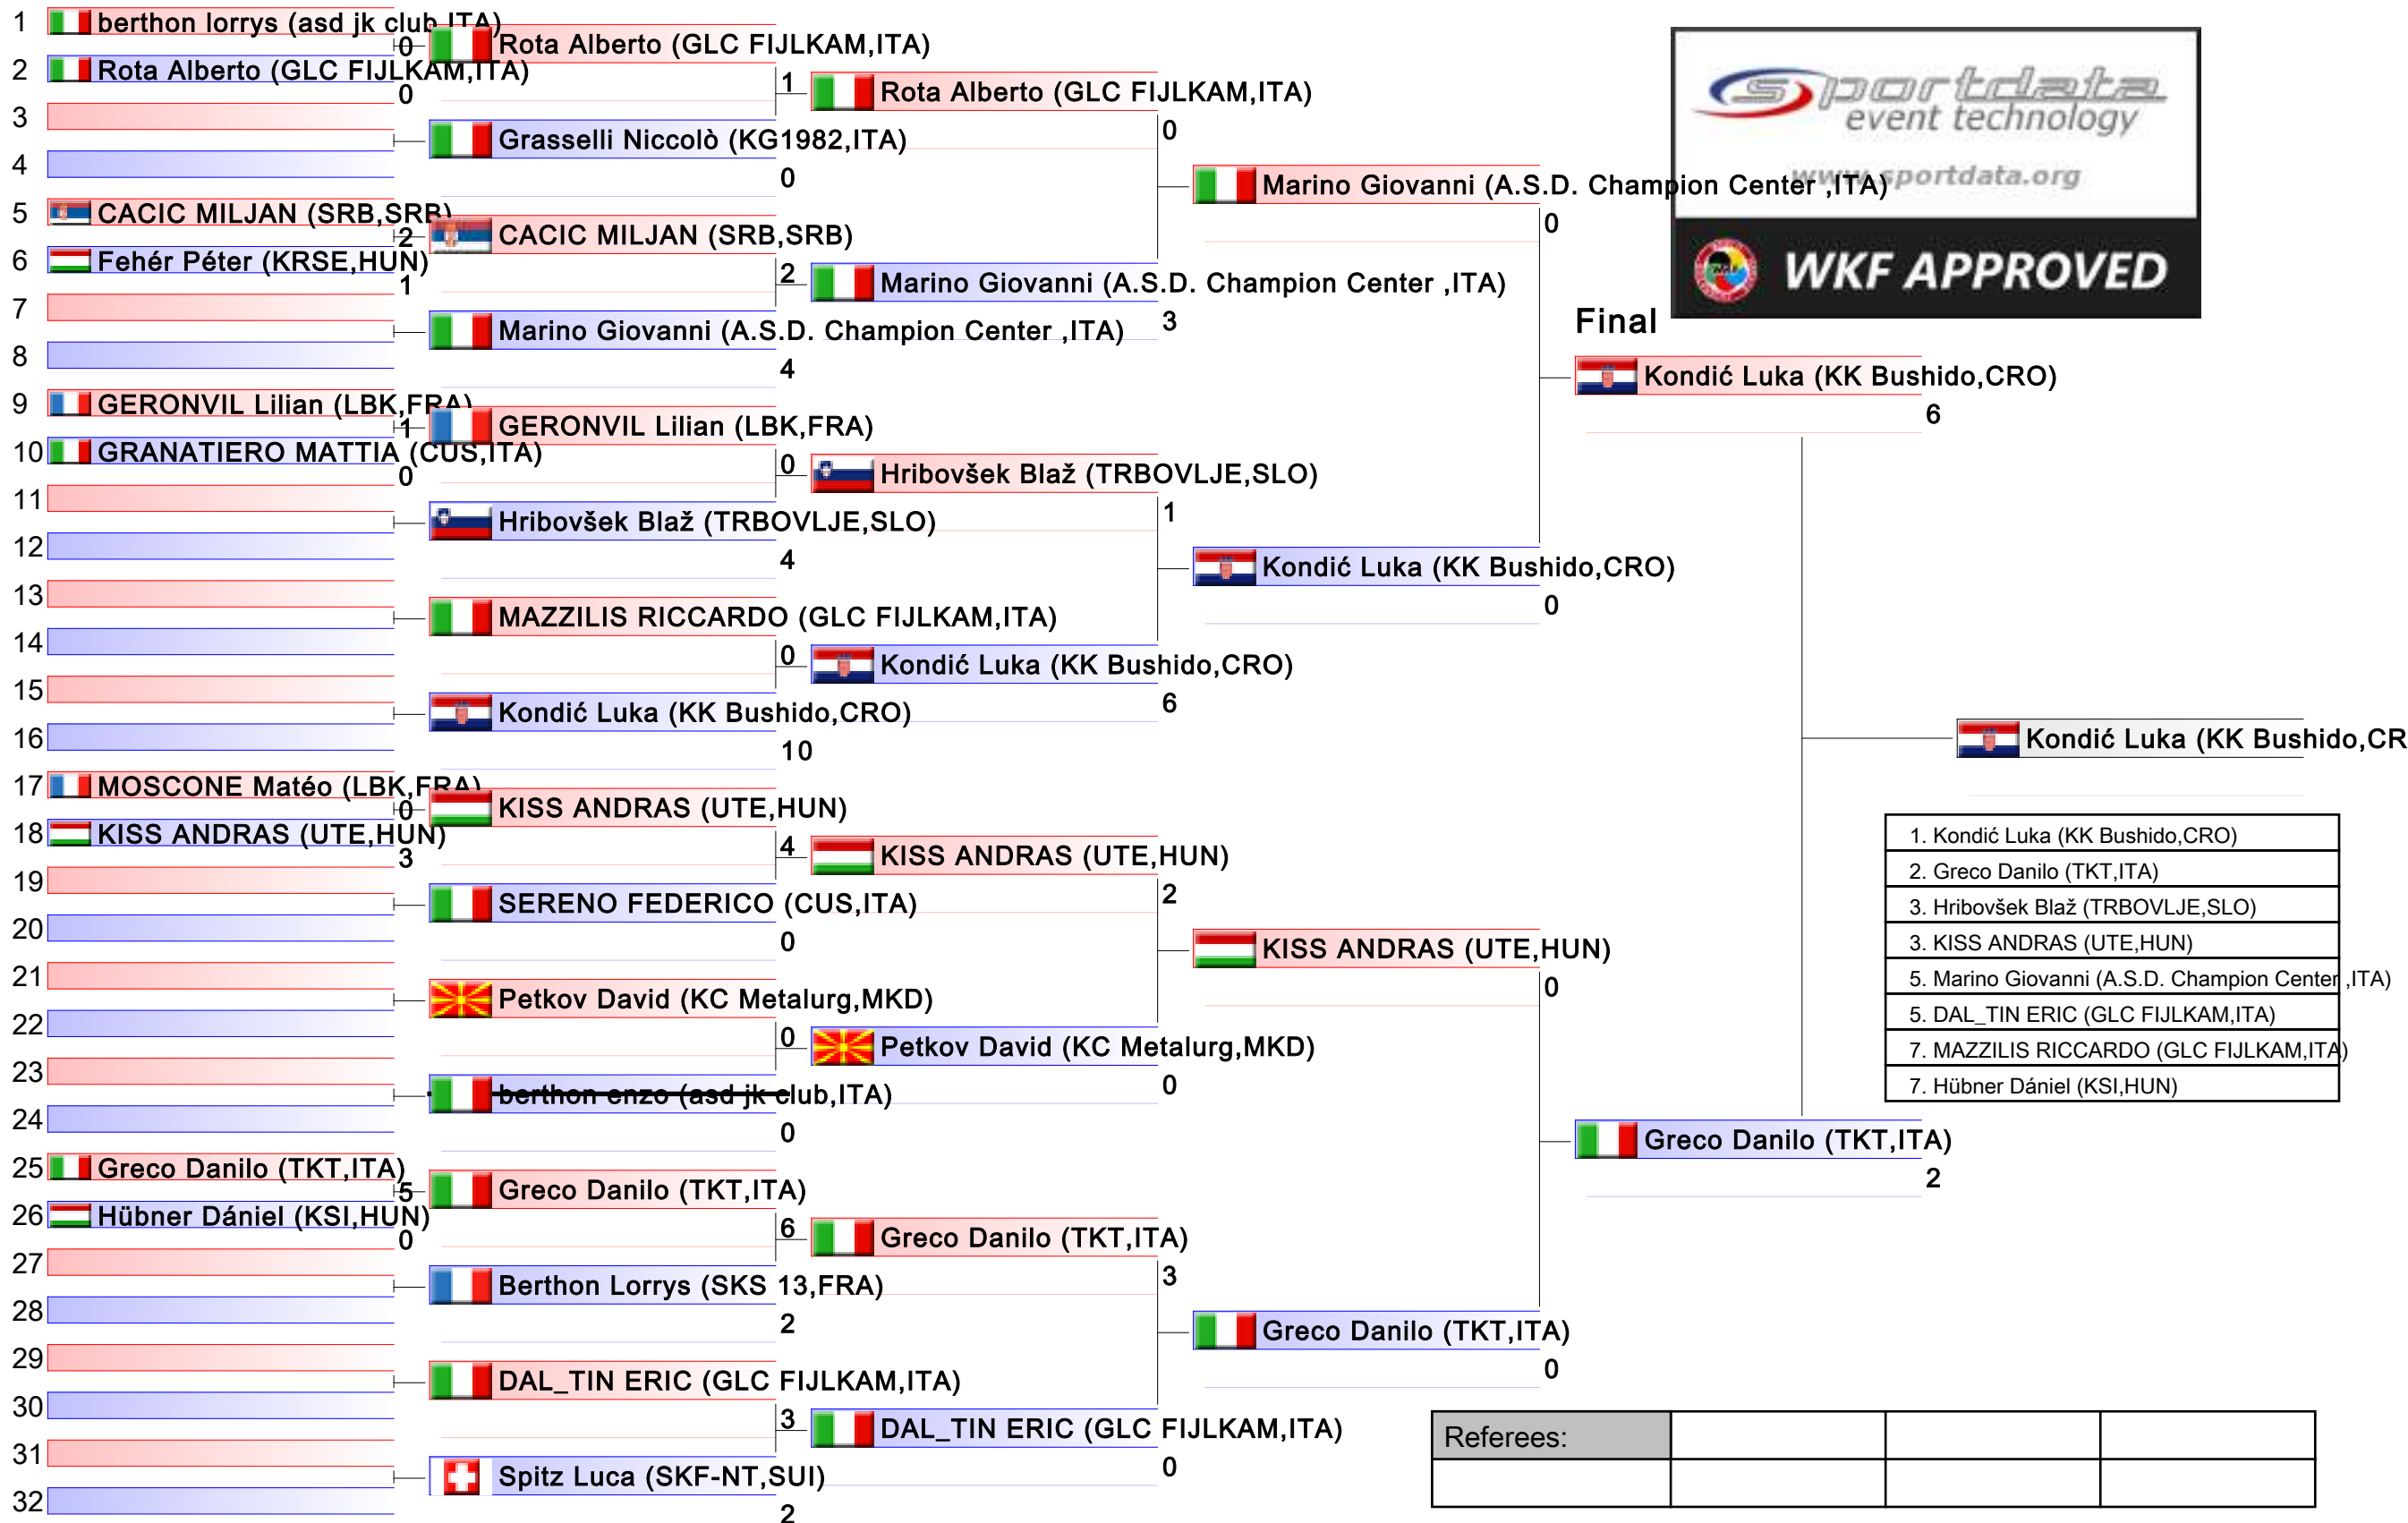 1 berthon lorrys (asd jk club,ITA)
0
2 Rota Alberto (GLC FIJLKAM,ITA)
0
3
4
5 CACIC MILJAN (SRB,SRB)
2
6 Fehér Péter (KRSE,HUN)
1
7
8
9 GERONVIL Lilian (LBK,FRA)
1
10 GRANATIERO MATTIA (CUS,ITA)
0
11
12
13
14
15
16
17 MOSCONE Matéo (LBK,FRA)
0
18 KISS ANDRAS (UTE,HUN)
3
19
20
21
22
23
24
25 Greco Danilo (TKT,ITA)
5
26 Hübner Dániel (KSI,HUN)
0
27
28
29
30
31
32
Rota Alberto (GLC FIJLKAM,ITA)
1
Grasselli Niccolò (KG1982,ITA)
0
CACIC MILJAN (SRB,SRB)
2
Marino Giovanni (A.S.D. Champion Center ,ITA)
4
GERONVIL Lilian (LBK,FRA)
0
Hribovšek Blaž (TRBOVLJE,SLO)
4
MAZZILIS RICCARDO (GLC FIJLKAM,ITA)
0
Kondić Luka (KK Bushido,CRO)
10
KISS ANDRAS (UTE,HUN)
4
SERENO FEDERICO (CUS,ITA)
0
Petkov David (KC Metalurg,MKD)
0
berthon enzo (asd jk club,ITA)
0
Greco Danilo (TKT,ITA)
6
Berthon Lorrys (SKS 13,FRA)
2
DAL_TIN ERIC (GLC FIJLKAM,ITA)
3
Spitz Luca (SKF-NT,SUI)
2
Rota Alberto (GLC FIJLKAM,ITA)
0
Marino Giovanni (A.S.D. Champion Center ,ITA)
3
Hribovšek Blaž (TRBOVLJE,SLO)
1
Kondić Luka (KK Bushido,CRO)
6
KISS ANDRAS (UTE,HUN)
2
Petkov David (KC Metalurg,MKD)
0
Greco Danilo (TKT,ITA)
3
DAL_TIN ERIC (GLC FIJLKAM,ITA)
0
Marino Giovanni (A.S.D. Champion Center ,ITA)
0
Kondić Luka (KK Bushido,CRO)
0
KISS ANDRAS (UTE,HUN)
0
Greco Danilo (TKT,ITA)
0
sportdata
event technology
www.sportdata.org
WKF APPROVED
Final
Kondić Luka (KK Bushido,CRO)
6
Greco Danilo (TKT,ITA)
2
Kondić Luka (KK Bushido,CR
1. Kondić Luka (KK Bushido,CRO)
2. Greco Danilo (TKT,ITA)
3. Hribovšek Blaž (TRBOVLJE,SLO)
3. KISS ANDRAS (UTE,HUN)
5. Marino Giovanni (A.S.D. Champion Center ,ITA)
5. DAL_TIN ERIC (GLC FIJLKAM,ITA)
7. MAZZILIS RICCARDO (GLC FIJLKAM,ITA)
7. Hübner Dániel (KSI,HUN)
Referees: